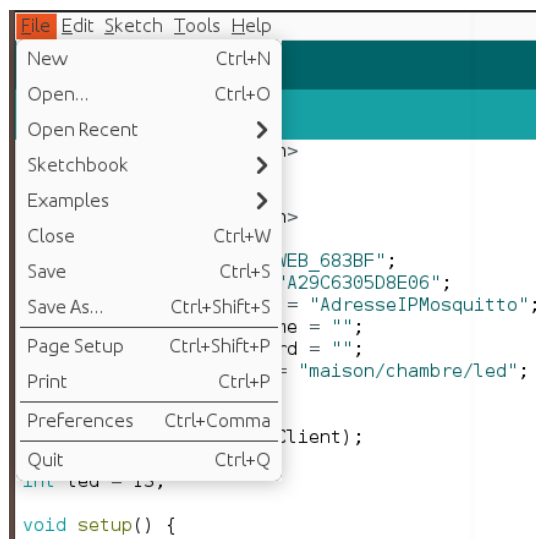 File Edit Sketch Tools Help
New Ctrl+N
Open... Ctrl+O
Open Recent
>
Sketchbook
Examples
>
Close Ctrl+W
WEB_683BF";
Save Ctrl+S
"A29C6305D8E06";
Save As... Ctrl+Shift+S
= "AdresseIPMosquitto";
= "";
Page Setup Ctrl+Shift+P
= "";
Print Ctrl+P
= "maison/chambre/led";
Preferences Ctrl+Comma
Client);
Quit Ctrl+Q
int led = 13;
void setup() {